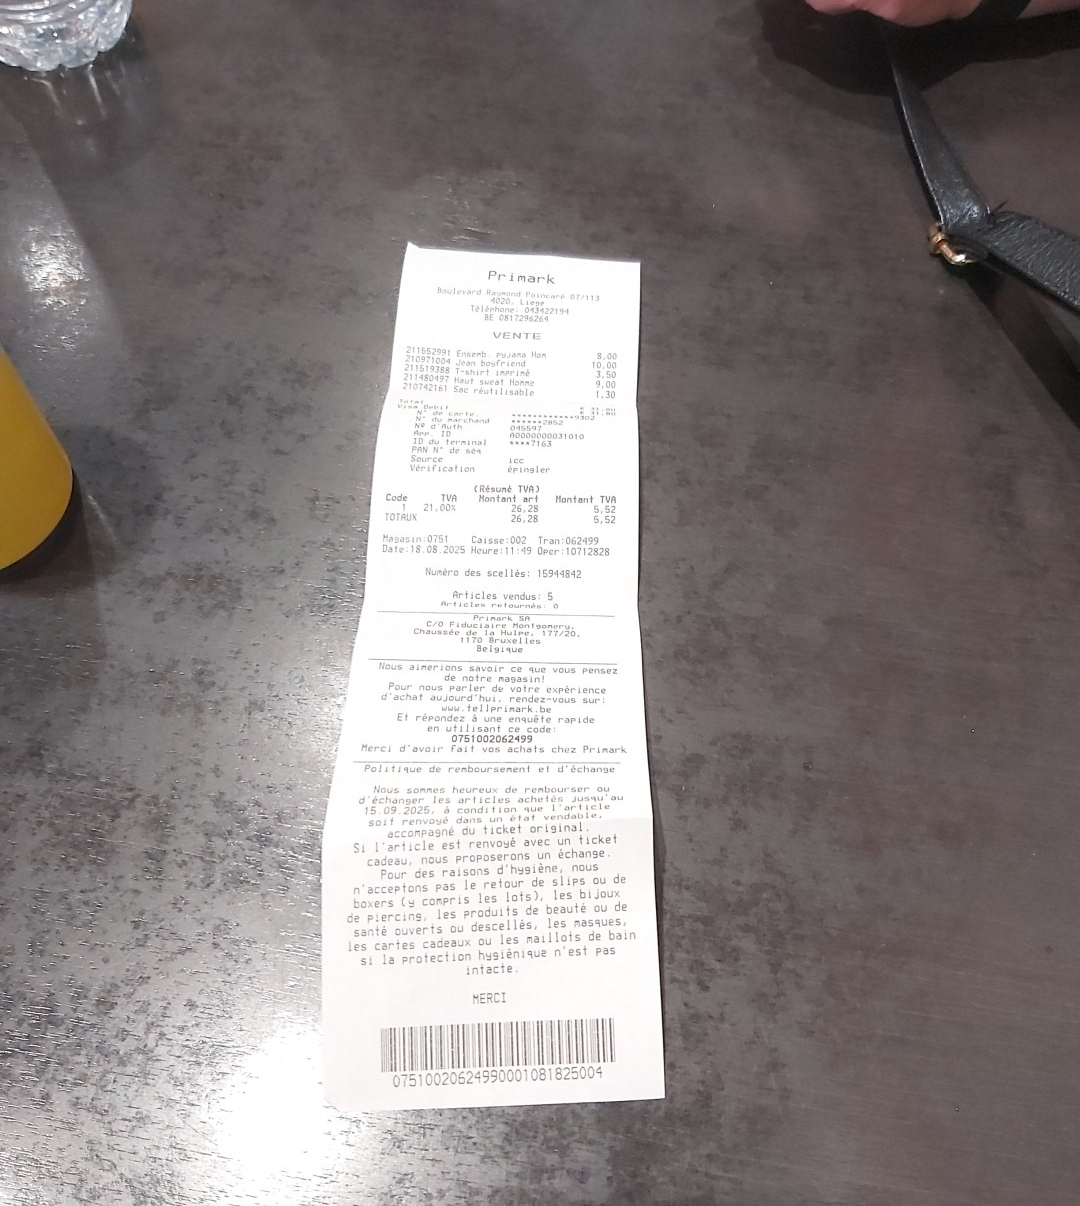 Primark
Boulevard Raymond Poincaré 07/113
4020, Liege
Téléphone: 043422194
BE 0817296264
VENTE
211552991 Ensemb. pyjama Hom 8,00
210971004 Jean boyfriend 10,00
211519388 T-shirt imprimé 3,50
211480497 Haut sweat Homme 9,00
210742161 Sac réutilisable 1,30
Total € 31,80
Visa Debit € 31,80
N° de carte. ************9302
N° du marchand ******2852
Nº d'Auth 045597
App. ID A0000000031010
ID du terminal ****7163
PAN N° de séq
Source icc
Vérification épingler
(Résumé TVA)
Code TVA Montant art Montant TVA
1 21,00% 26,28 5,52
TOTAUX 26,28 5,52
Magasin:0751 Caisse:002 Tran:062499
Date:18.08.2025 Heure:11:49 Oper:10712828
Numéro des scellés: 15944842
Articles vendus: 5
Articles retournés: 0
Primark SA
C/O Fiduciaire Montgomery,
Chaussée de la Hulpe, 177/20,
1170 Bruxelles
Belgique
Nous aimerions savoir ce que vous pensez
de notre magasin!
Pour nous parler de votre expérience
d'achat aujourd'hui, rendez-vous sur:
www.tellprimark.be
Et répondez à une enquête rapide
en utilisant ce code:
0751002062499
Merci d'avoir fait vos achats chez Primark
Politique de remboursement et d'échange
Nous sommes heureux de rembourser ou
d'échanger les articles achetés jusqu'au
15.09.2025, à condition que l'article
soit renvoyé dans un état vendable,
accompagné du ticket original.
Si l'article est renvoyé avec un ticket
cadeau, nous proposerons un échange.
Pour des raisons d'hygiène, nous
n'acceptons pas le retour de slips ou de
boxers (y compris les lots), les bijoux
de piercing, les produits de beauté ou de
santé ouverts ou descellés, les masques,
les cartes cadeaux ou les maillots de bain
si la protection hygiénique n'est pas
intacte.
MERCI
07510020624990001081825004